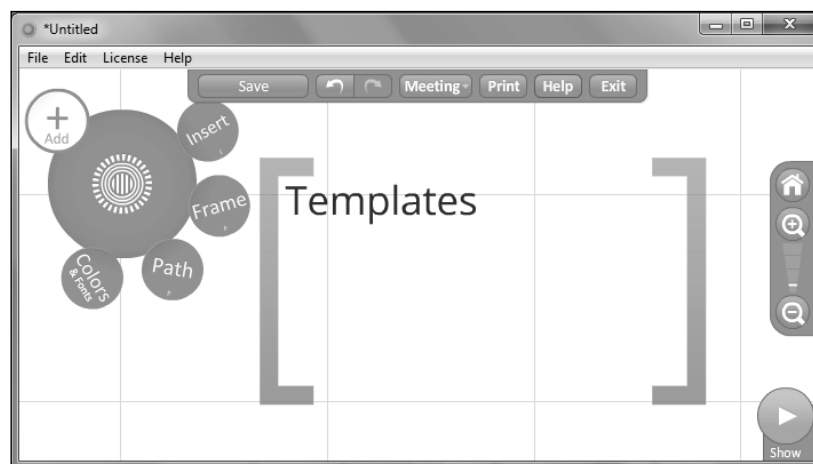 *Untitled
File Edit License Help
Save Meeting Print Help Exit
Add
Insert
Frame
Path
Colors
& Fonts
Templates
Show